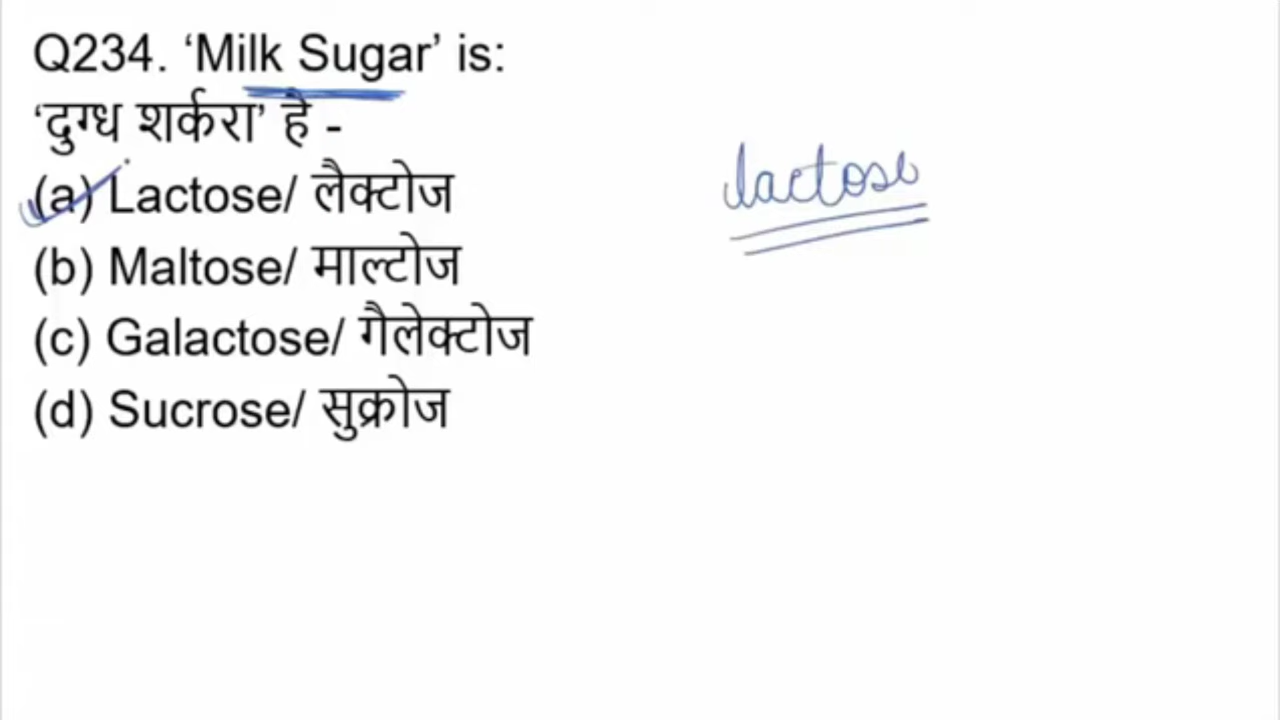 Q234. ‘Milk Sugar’ is:
‘दुग्ध शर्करा’ है -
(a) Lactose/ लैक्टोज
lactose
(b) Maltose/ माल्टोज
(c) Galactose/ गैलेक्टोज
(d) Sucrose/ सुक्रोज